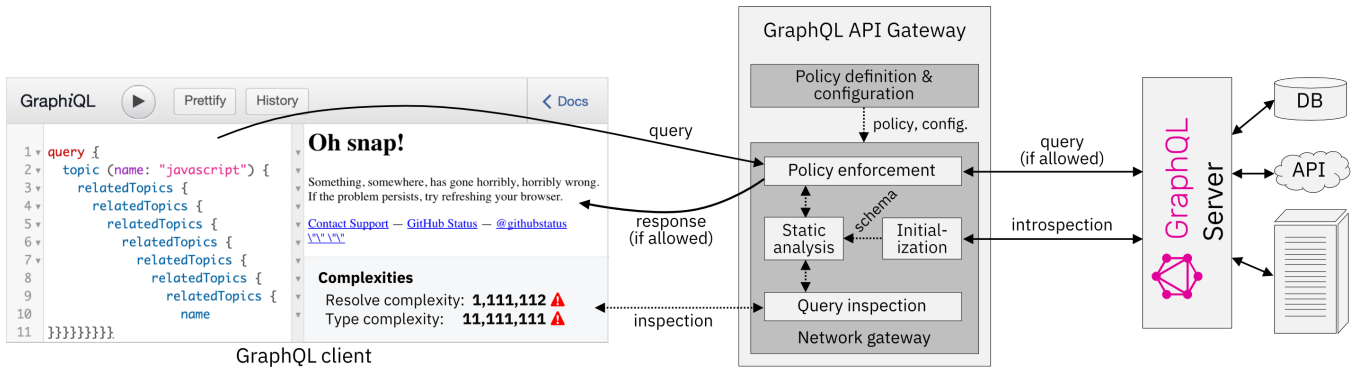 GraphiQL
Prettify
History
Docs
1 query {
2 topic (name: "javascript") {
3 relatedTopics {
4 relatedTopics {
5 relatedTopics {
6 relatedTopics {
7 relatedTopics {
8 relatedTopics {
9 relatedTopics {
10 name
11 }}}}}}}}}
Oh snap!
Something, somewhere, has gone horribly, horribly wrong.
If the problem persists, try refreshing your browser.
Contact Support — GitHub Status — @githubstatus
\"\" \"\"
Complexities
Resolve complexity: 1,111,112
Type complexity: 11,111,111
GraphQL client
query
response
(if allowed)
inspection
GraphQL API Gateway
Policy definition &
configuration
policy, config.
Policy enforcement
schema
Static
analysis
Initial-
ization
Query inspection
Network gateway
query
(if allowed)
introspection
GraphQL
Server
DB
API